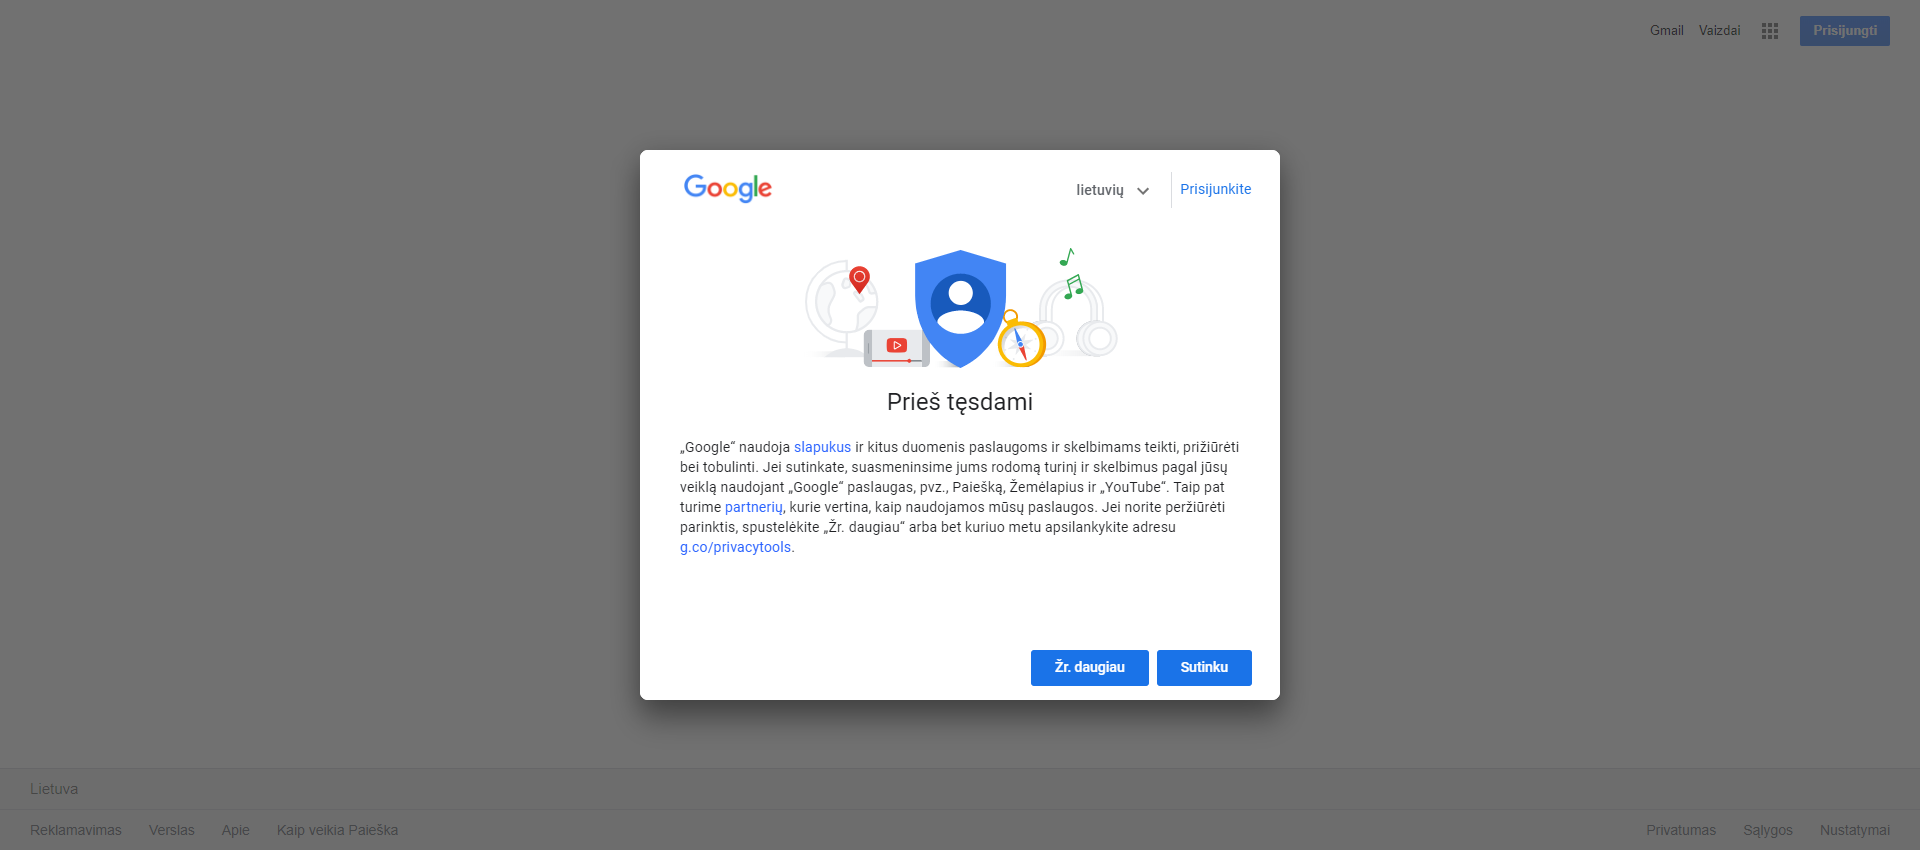 Gmail Vaizdai Prisijungti
Google lietuvių Prisijunkite
Prieš tęsdami
„Google“ naudoja slapukus ir kitus duomenis paslaugoms ir skelbimams teikti, prižiūrėti
bei tobulinti. Jei sutinkate, suasmeninsime jums rodomą turinį ir skelbimus pagal jūsų
veiklą naudojant „Google“ paslaugas, pvz., Paiešką, Žemėlapius ir „YouTube“. Taip pat
turime partnerių, kurie vertina, kaip naudojamos mūsų paslaugos. Jei norite peržiūrėti
parinktis, spustelėkite „Žr. daugiau“ arba bet kuriuo metu apsilankykite adresu
g.co/privacytools.
Žr. daugiau Sutinku
Lietuva
Reklamavimas Verslas Apie Kaip veikia Paieška Privatumas Sąlygos Nustatymai